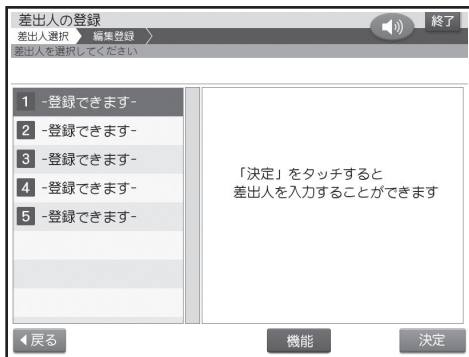 差出人の登録
終了
差出人選択 編集登録
差出人を選択してください
1 -登録できます-
2 -登録できます-
3 -登録できます-
4 -登録できます-
5 -登録できます-
「決定」をタッチすると
差出人を入力することができます
戻る
機能
決定